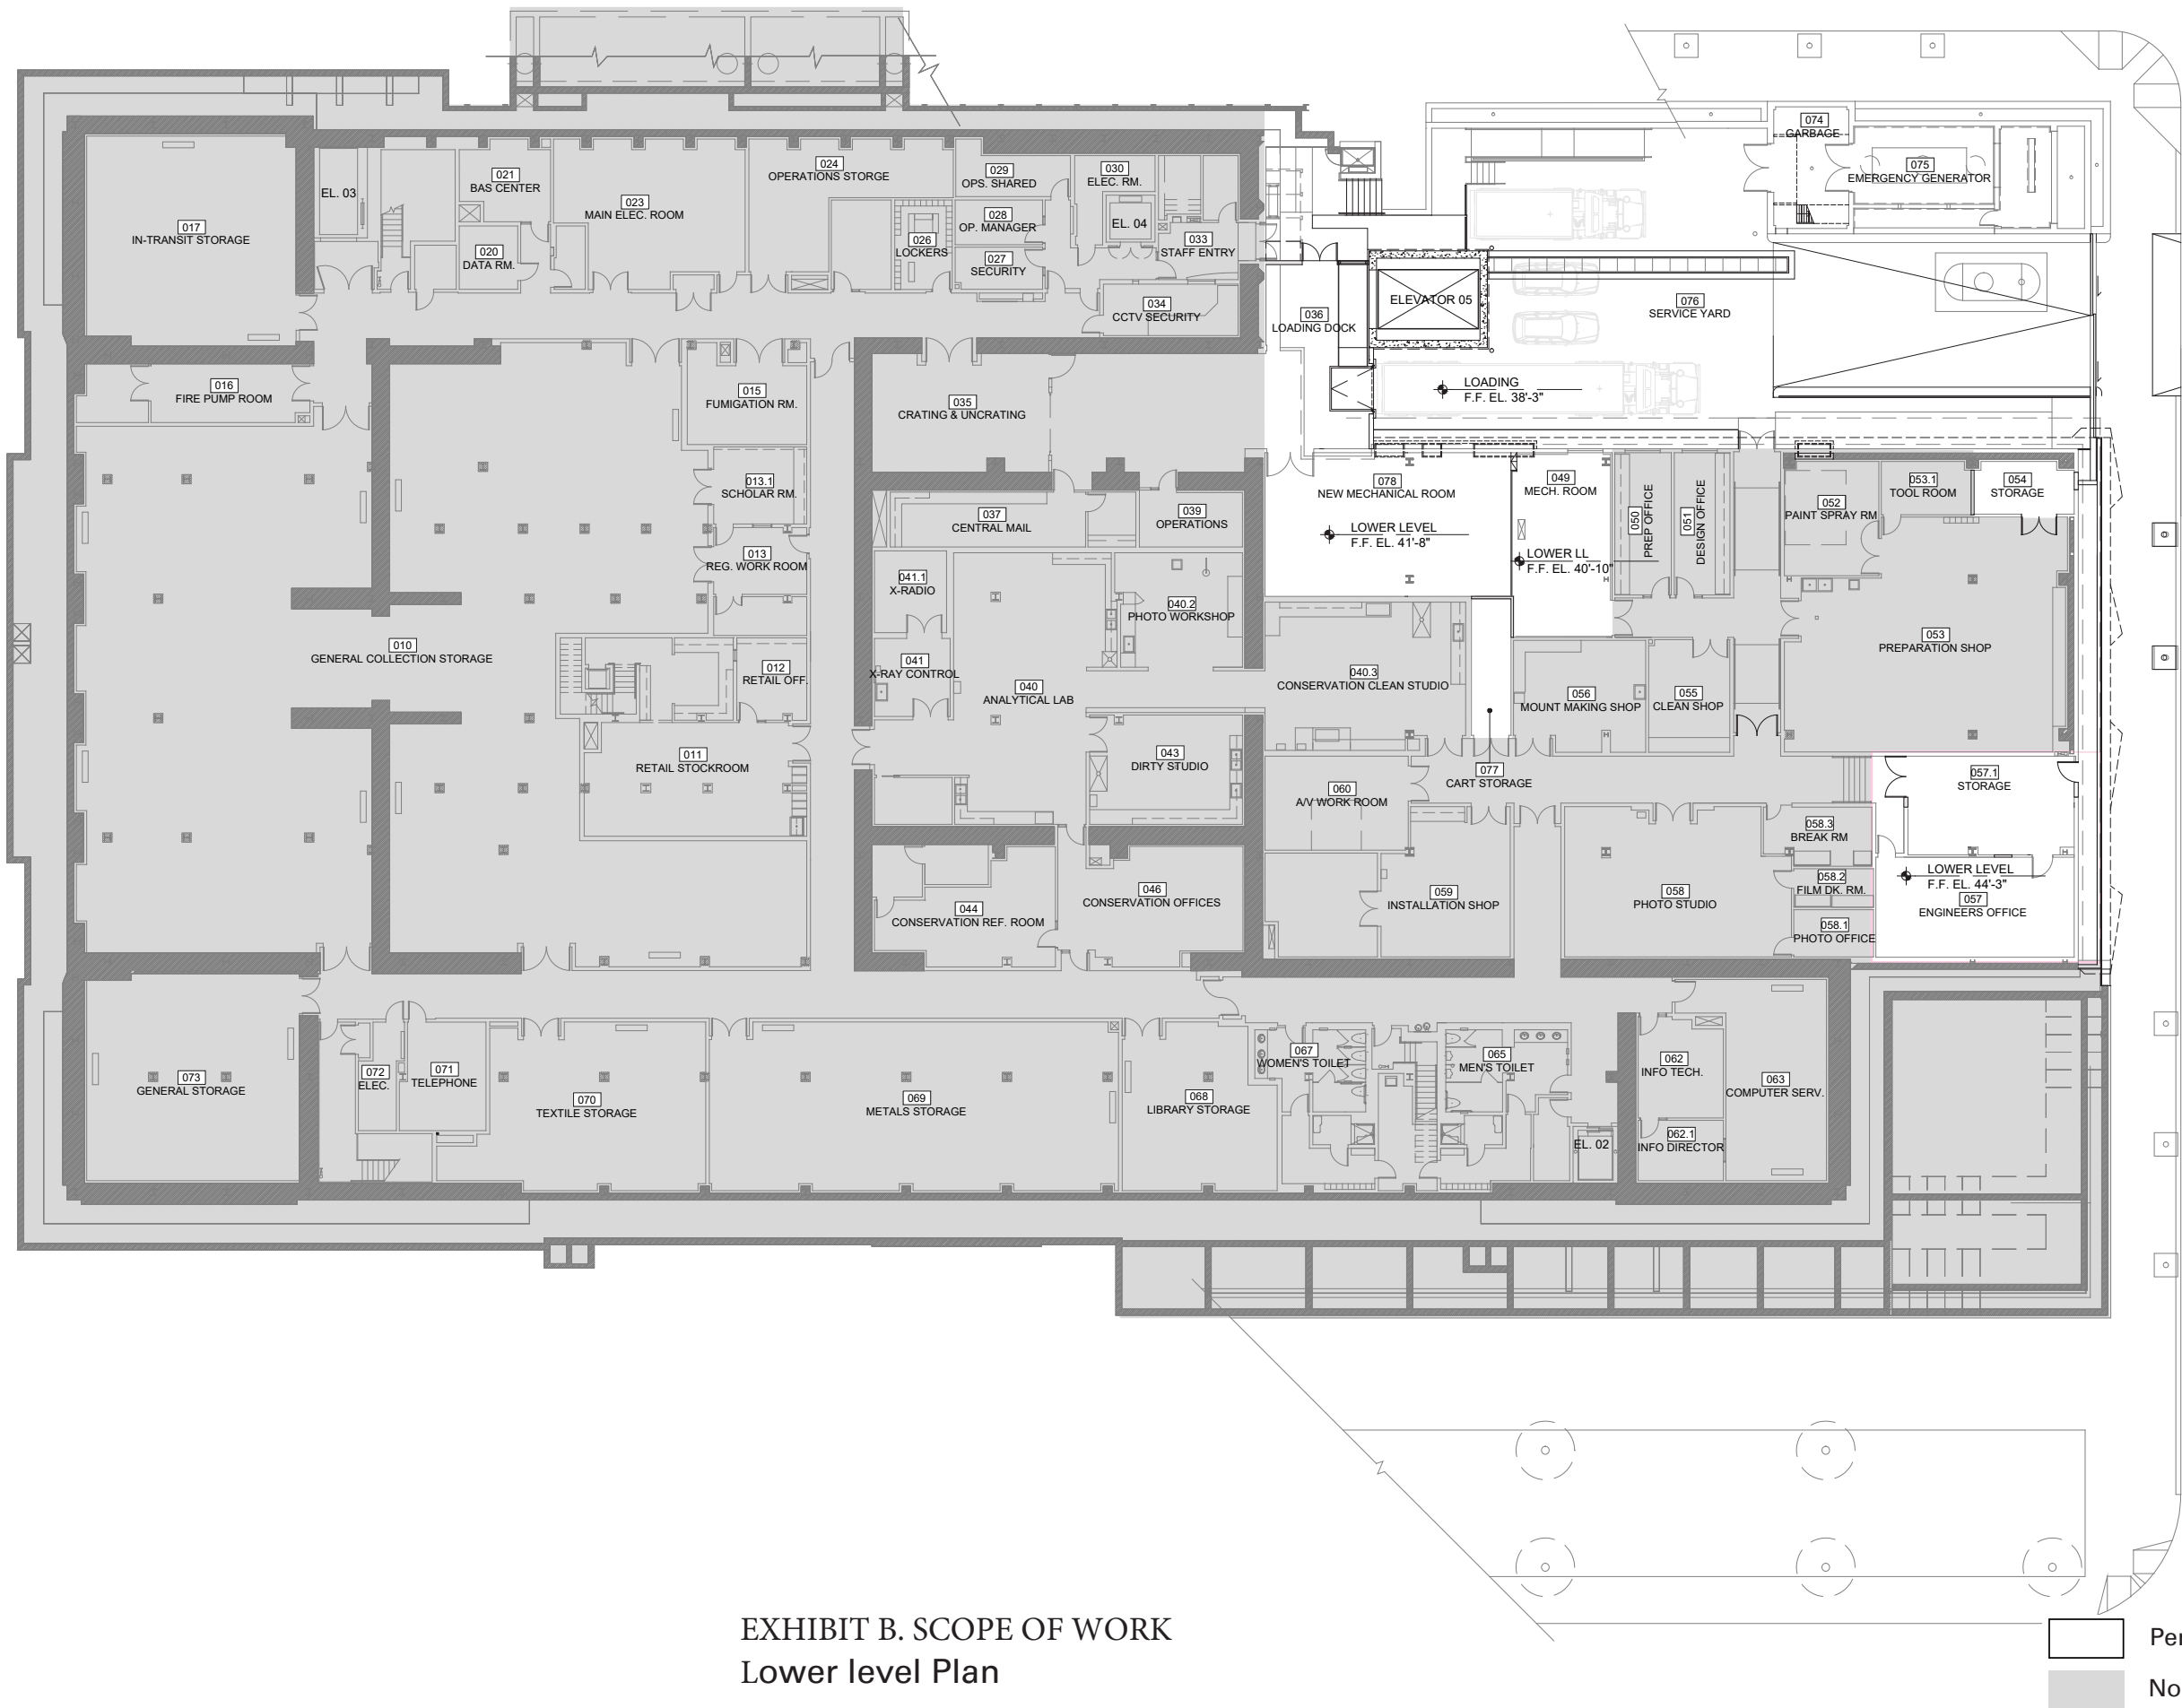 074
GARBAGE
075
EMERGENCY GENERATOR
021
BAS CENTER
024
OPERATIONS STORGE
029
OPS. SHARED
030
ELEC. RM.
EL. 03
023
MAIN ELEC. ROOM
028
OP. MANAGER
EL. 04
017
IN-TRANSIT STORAGE
020
DATA RM.
026
LOCKERS
027
SECURITY
033
STAFF ENTRY
034
CCTV SECURITY
036
LOADING DOCK
ELEVATOR 05
076
SERVICE YARD
016
FIRE PUMP ROOM
015
FUMIGATION RM.
035
CRATING & UNCRATING
LOADING
F.F. EL. 38'-3"
013.1
SCHOLAR RM.
037
CENTRAL MAIL
039
OPERATIONS
078
NEW MECHANICAL ROOM
LOWER LEVEL
F.F. EL. 41'-8"
049
MECH. ROOM
LOWER LL
F.F. EL. 40'-10"
050
PREP OFFICE
051
DESIGN OFFICE
052
PAINT SPRAY RM
053.1
TOOL ROOM
054
STORAGE
013
REG. WORK ROOM
041.1
X-RADIO
040.2
PHOTO WORKSHOP
010
GENERAL COLLECTION STORAGE
012
RETAIL OFF.
041
X-RAY CONTROL
040
ANALYTICAL LAB
040.3
CONSERVATION CLEAN STUDIO
056
MOUNT MAKING SHOP
055
CLEAN SHOP
053
PREPARATION SHOP
011
RETAIL STOCKROOM
043
DIRTY STUDIO
060
A/V WORK ROOM
077
CART STORAGE
057.1
STORAGE
058.3
BREAK RM
044
CONSERVATION REF. ROOM
046
CONSERVATION OFFICES
059
INSTALLATION SHOP
058
PHOTO STUDIO
058.2
FILM DK. RM.
058.1
PHOTO OFFICE
LOWER LEVEL
F.F. EL. 44'-3"
057
ENGINEERS OFFICE
073
GENERAL STORAGE
072
ELEC.
071
TELEPHONE
070
TEXTILE STORAGE
069
METALS STORAGE
068
LIBRARY STORAGE
067
WOMEN'S TOILET
065
MEN'S TOILET
EL. 02
062
INFO TECH.
063
COMPUTER SERV.
062.1
INFO DIRECTOR
EXHIBIT B. SCOPE OF WORK
Lower level Plan
Per
No